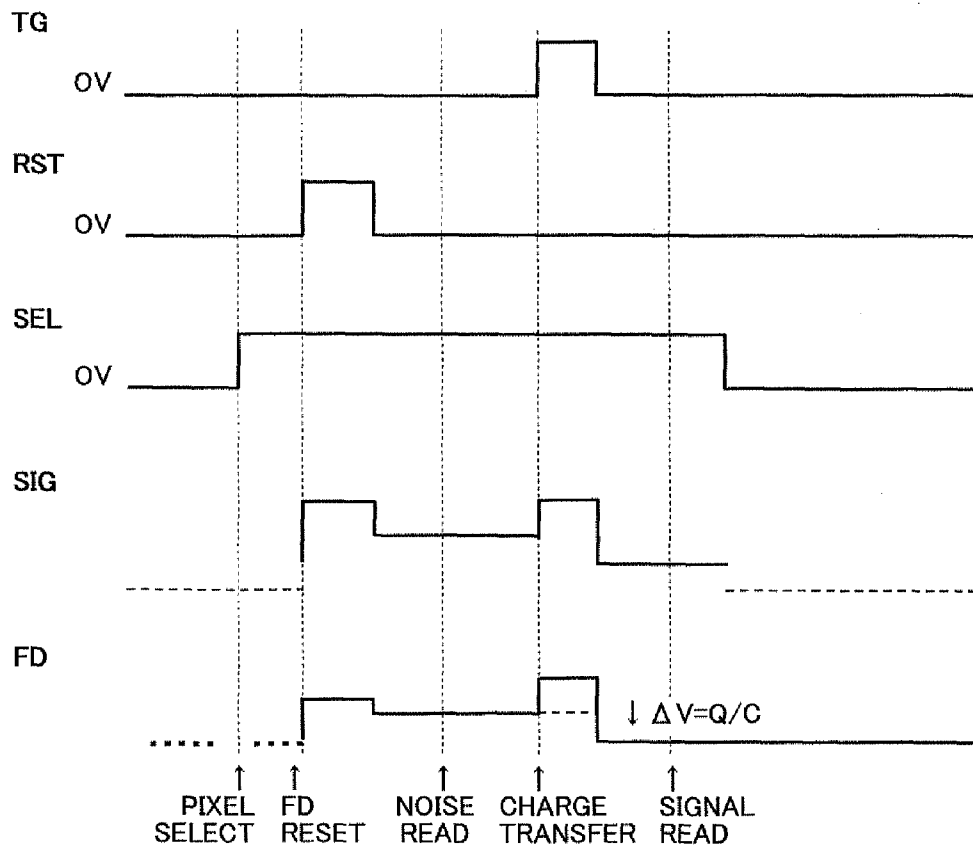 TG
OV
RST
OV
SEL
OV
SIG
FD
↓ ΔV=Q/C
↑ ↑ ↑ ↑ ↑
PIXEL FD NOISE CHARGE SIGNAL
SELECT RESET READ TRANSFER READ